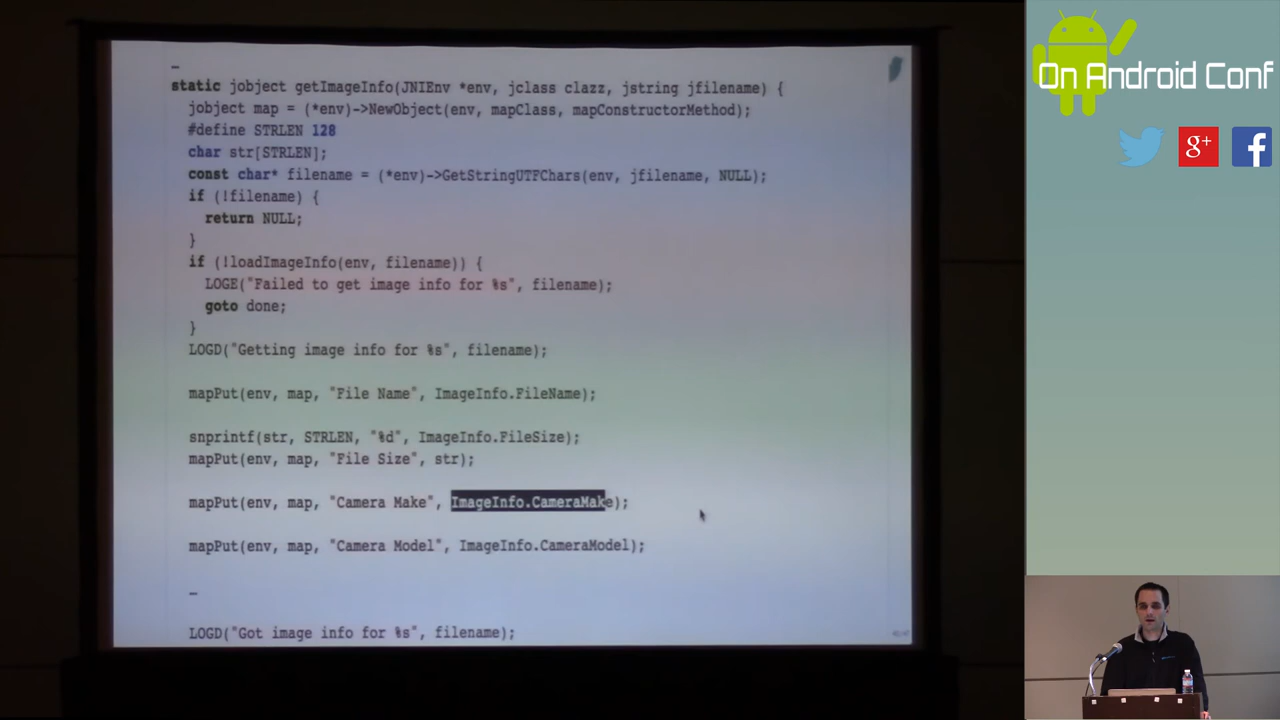 …
static jobject getImageInfo(JNIEnv *env, jclass clazz, jstring jfilename) {
jobject map = (*env)->NewObject(env, mapClass, mapConstructorMethod);
#define STRLEN 128
char str[STRLEN];
const char* filename = (*env)->GetStringUTFChars(env, jfilename, NULL);
if (!filename) {
return NULL;
}
if (!loadImageInfo(env, filename)) {
LOGE("Failed to get image info for %s", filename);
goto done;
}
LOGD("Getting image info for %s", filename);
mapPut(env, map, "File Name", ImageInfo.FileName);
snprintf(str, STRLEN, "%d", ImageInfo.FileSize);
mapPut(env, map, "File Size", str);
mapPut(env, map, "Camera Make", ImageInfo.CameraMake);
mapPut(env, map, "Camera Model", ImageInfo.CameraModel);
…
LOGD("Got image info for %s", filename);
On Android Conf
g+
f